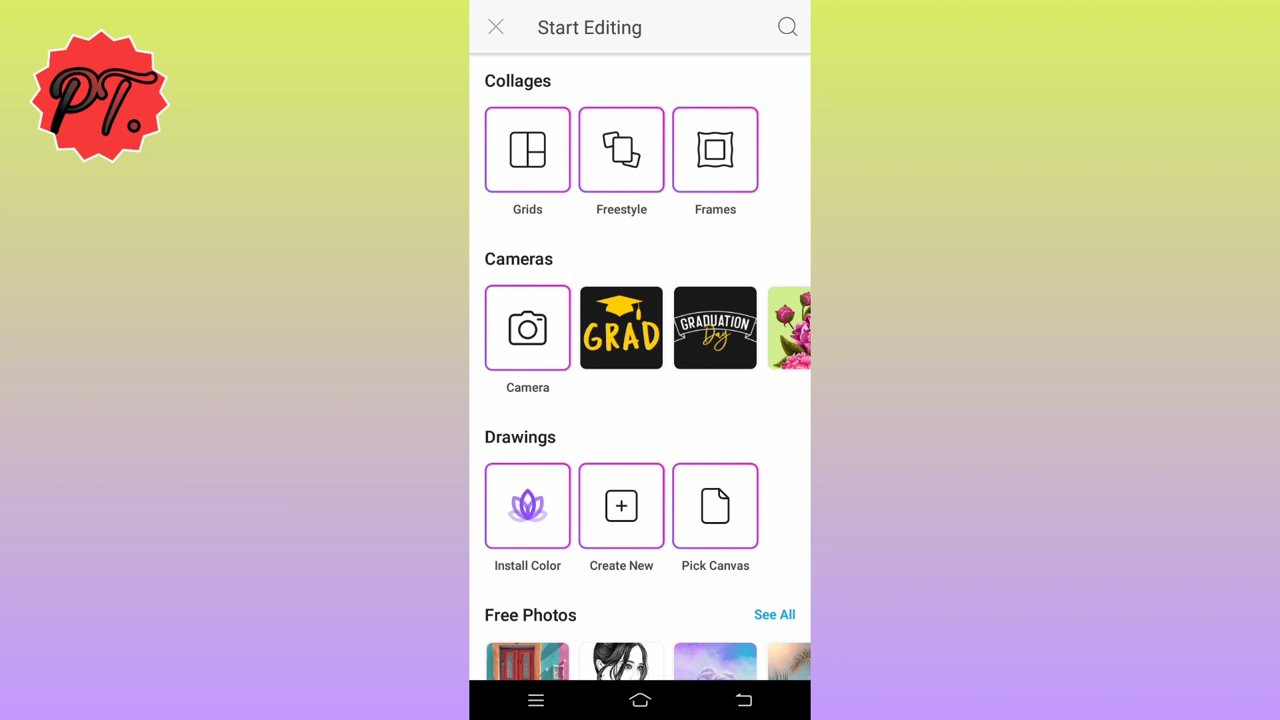 PT.
Start Editing
Collages
Grids Freestyle Frames
Cameras
GRAD
GRADUATION
Day
Camera
Drawings
Install Color Create New Pick Canvas
Free Photos See All